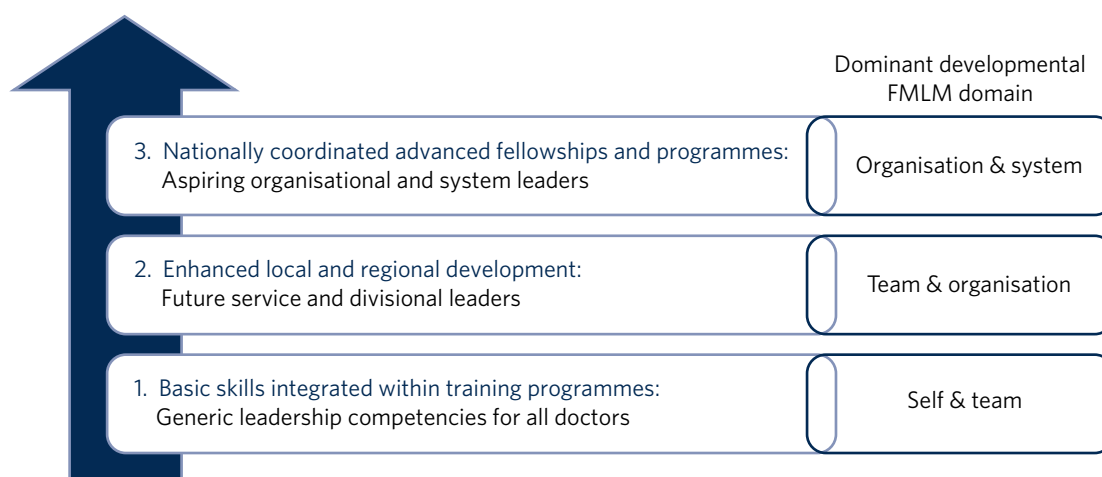 Dominant developmental
FMLM domain
3. Nationally coordinated advanced fellowships and programmes:
Aspiring organisational and system leaders
Organisation & system
2. Enhanced local and regional development:
Future service and divisional leaders
Team & organisation
1. Basic skills integrated within training programmes:
Generic leadership competencies for all doctors
Self & team